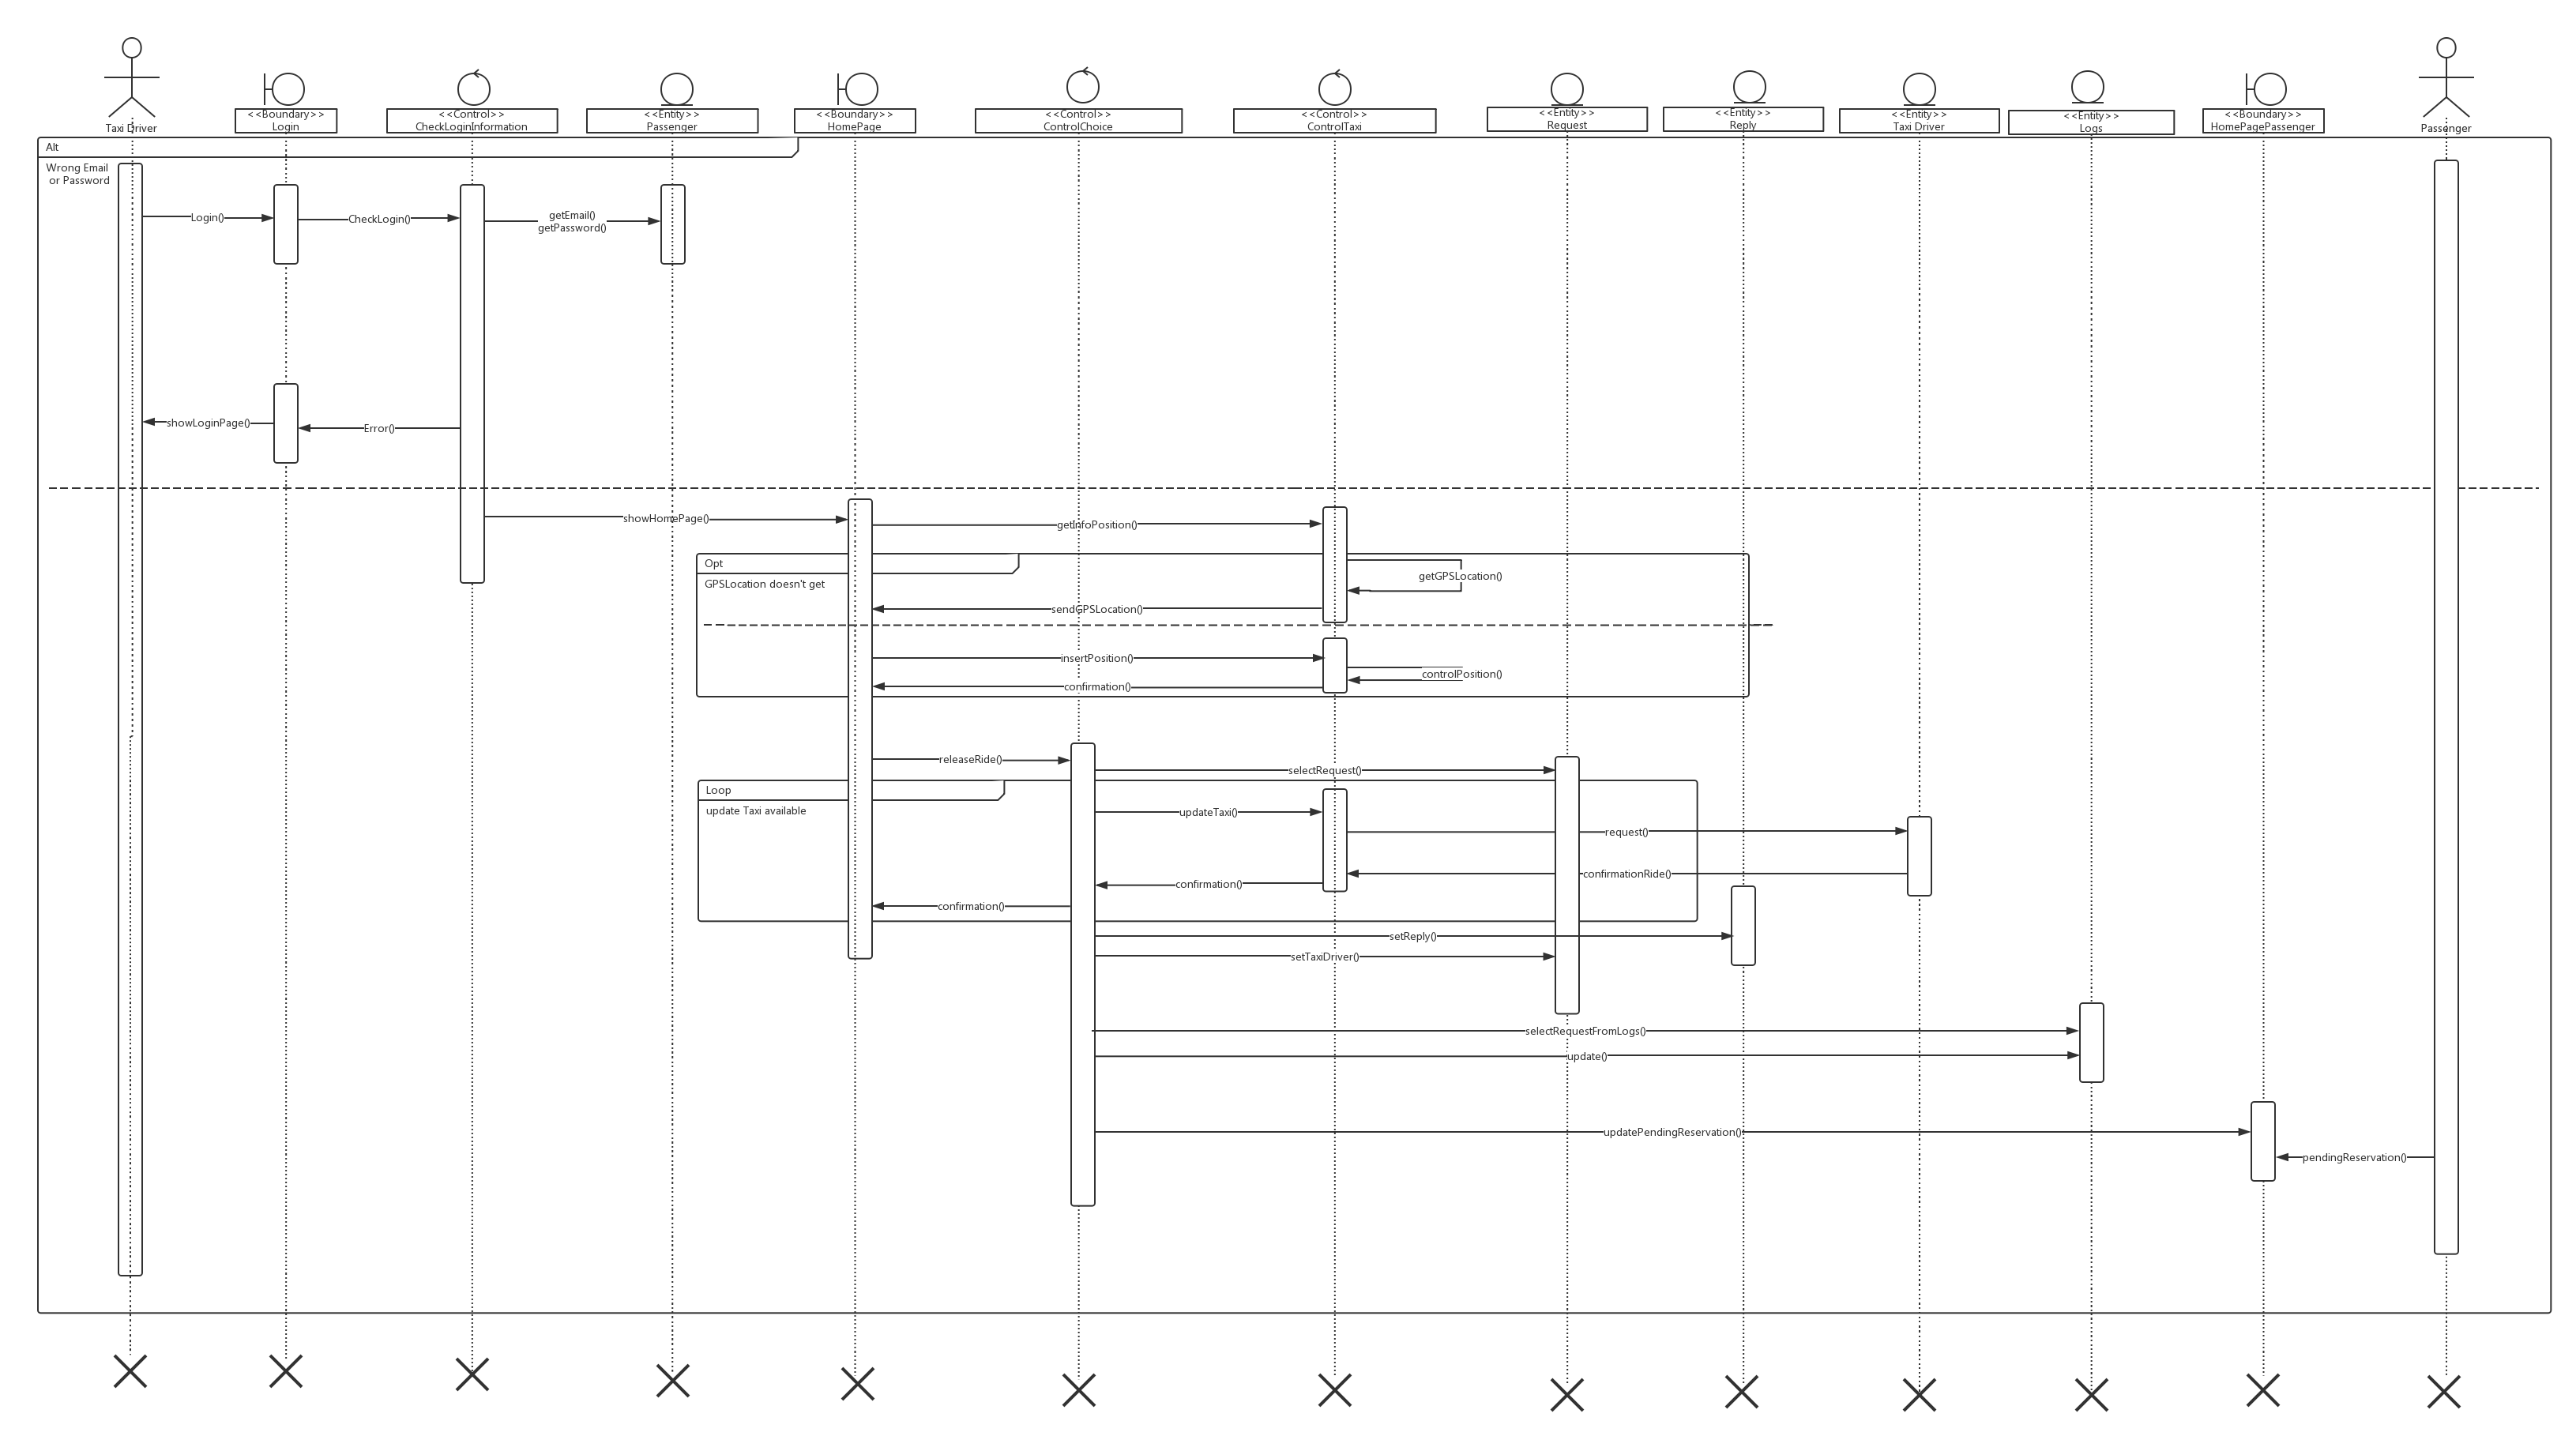 Taxi Driver
<<Boundary>>
Login
<<Control>>
CheckLoginInformation
<<Entity>>
Passenger
<<Boundary>>
HomePage
<<Control>>
ControlChoice
<<Control>>
ControlTaxi
<<Entity>>
Request
<<Entity>>
Reply
<<Entity>>
Taxi Driver
<<Entity>>
Logs
<<Boundary>>
HomePagePassenger
Passenger
Alt
Wrong Email
or Password
Login()
CheckLogin()
getEmail()
getPassword()
showLoginPage()
Error()
showHomePage()
getInfoPosition()
Opt
GPSLocation doesn't get
getGPSLocation()
sendGPSLocation()
insertPosition()
controlPosition()
confirmation()
releaseRide()
selectRequest()
Loop
update Taxi available
updateTaxi()
request()
confirmationRide()
confirmation()
confirmation()
setReply()
setTaxiDriver()
selectRequestFromLogs()
update()
updatePendingReservation()
pendingReservation()